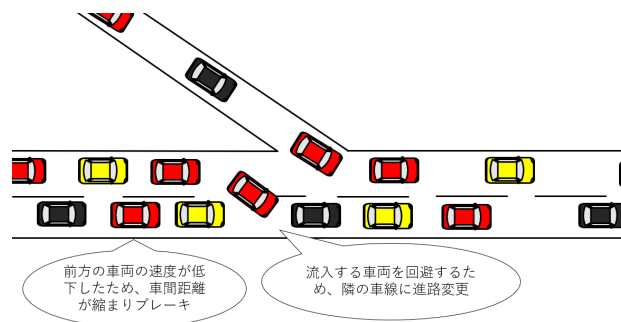 前方の車両の速度が低
下したため、車間距離
が縮まりブレーキ
流入する車両を回避するた
め、隣の車線に進路変更